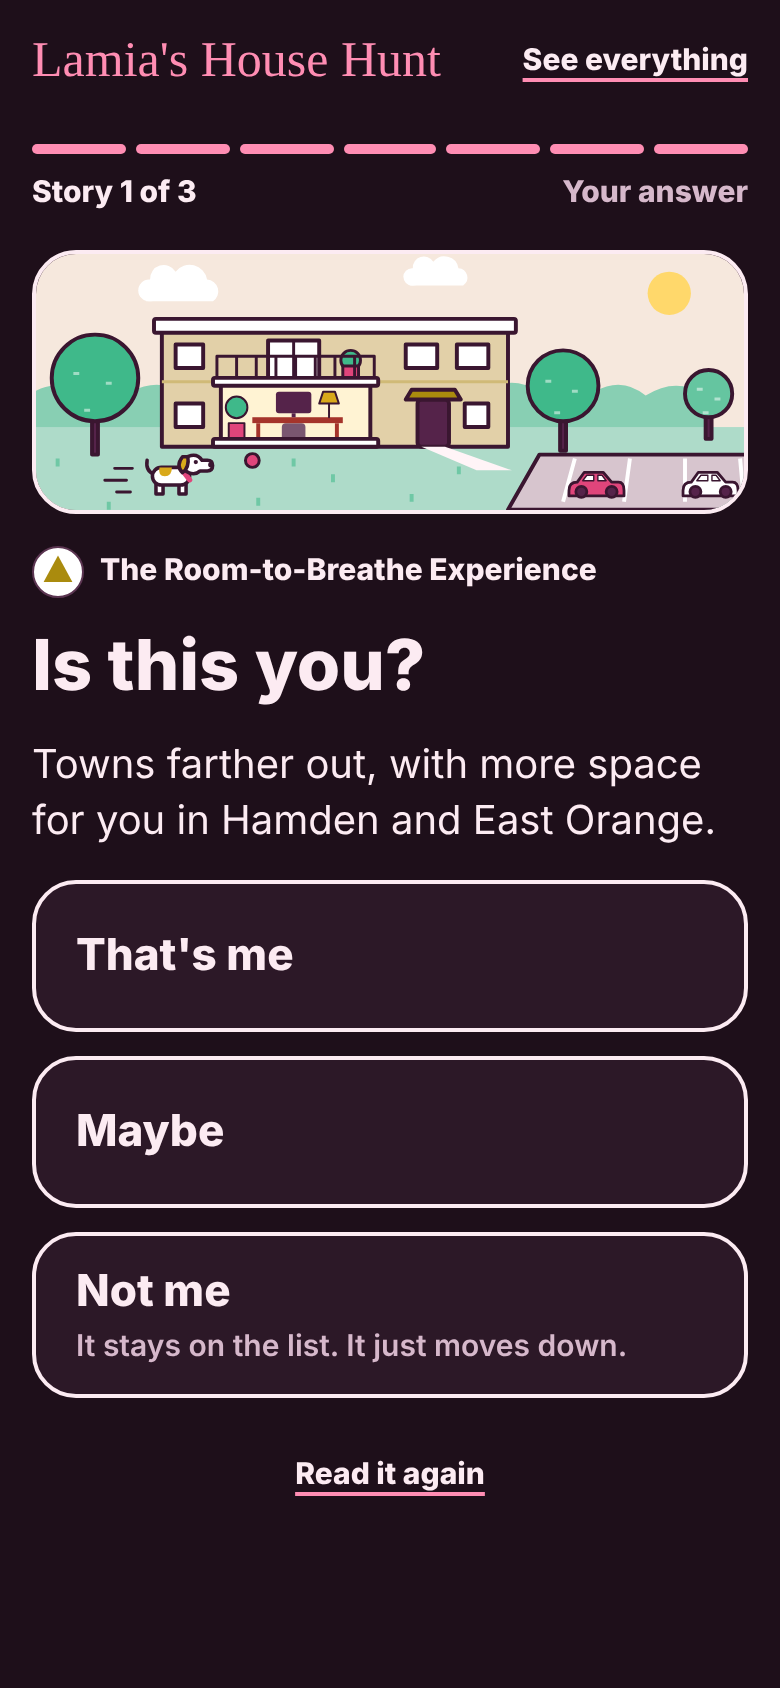 Lamia's House Hunt
See everything
Story 1 of 3
Your answer
The Room-to-Breathe Experience
Is this you?
Towns farther out, with more space
for you in Hamden and East Orange.
That's me
Maybe
Not me
It stays on the list. It just moves down.
Read it again